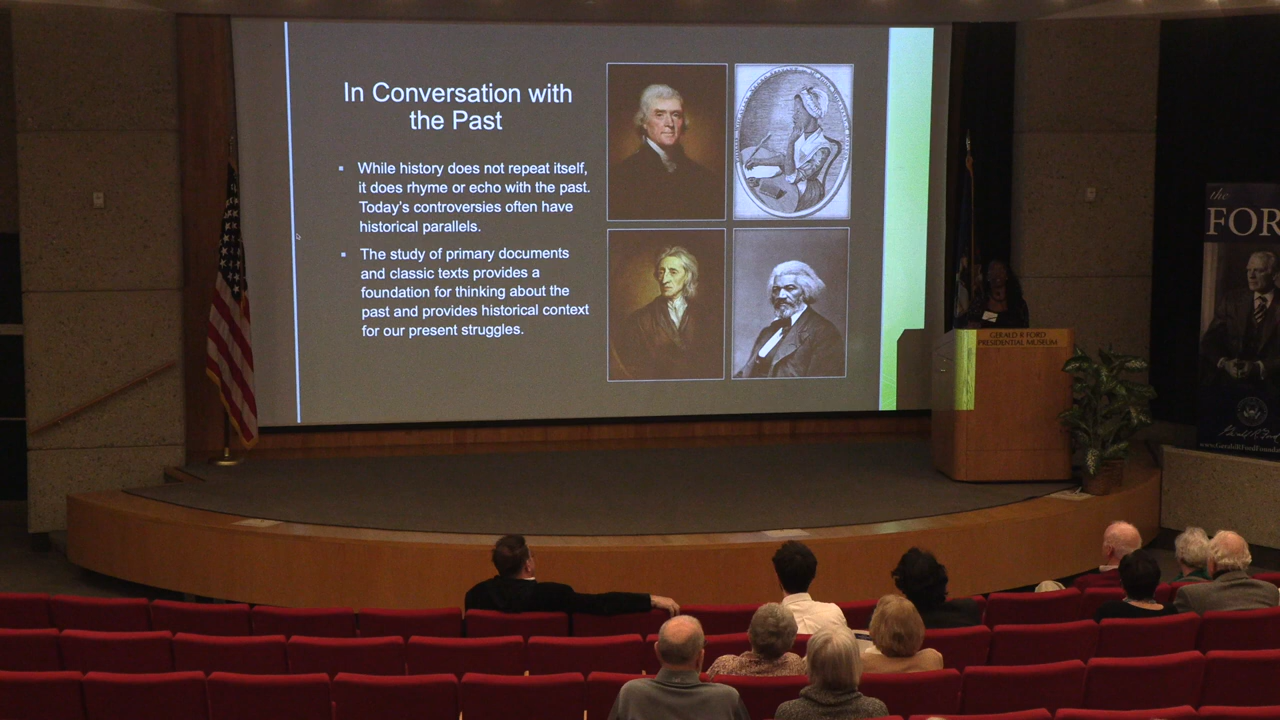 In Conversation with
the Past
▪ While history does not repeat itself,
it does rhyme or echo with the past.
Today's controversies often have
historical parallels.
▪ The study of primary documents
and classic texts provides a
foundation for thinking about the
past and provides historical context
for our present struggles.
GERALD R FORD
PRESIDENTIAL MUSEUM
the
FOR